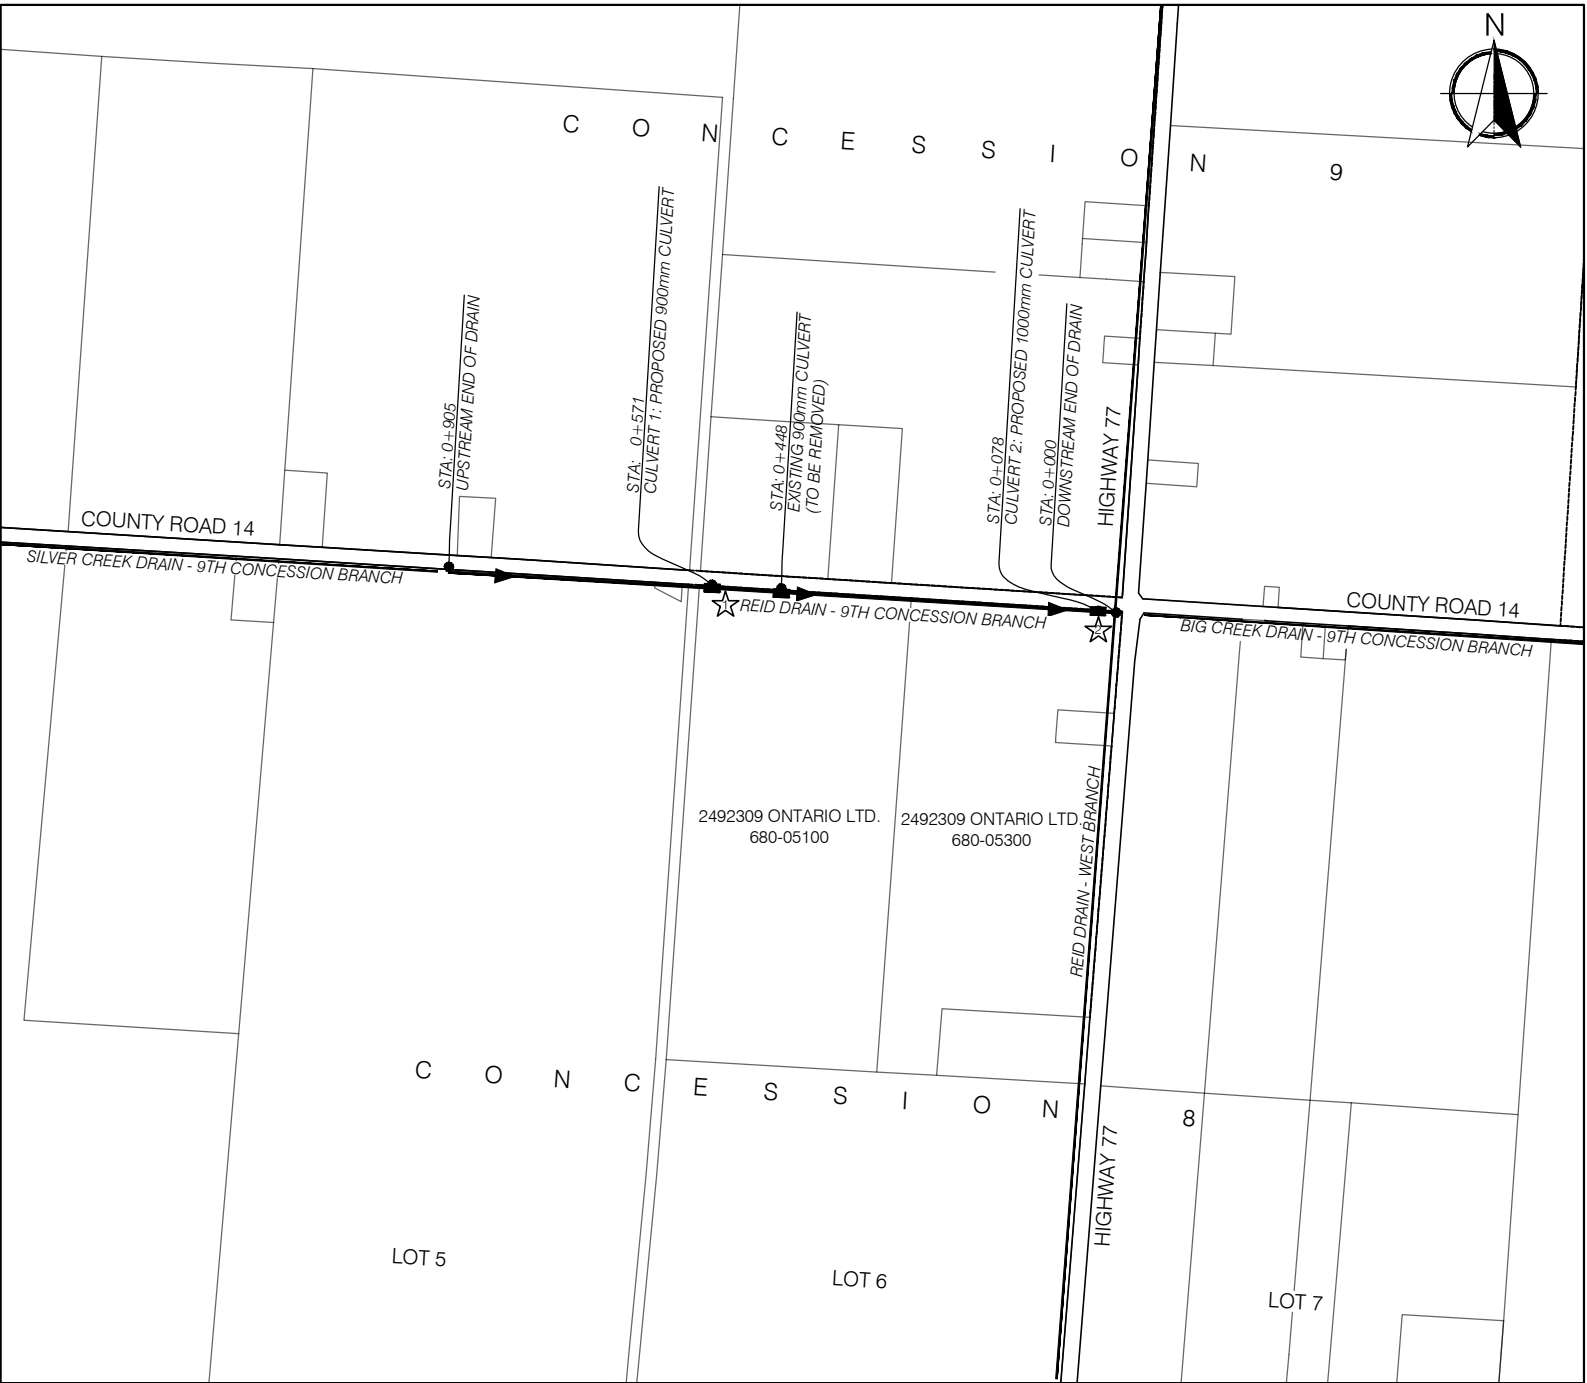 N
C O N C E S S I O N 9
STA: 0+905
UPSTREAM END OF DRAIN
STA: 0+571
CULVERT 1: PROPOSED 900mm CULVERT
STA: 0+448
EXISTING 900mm CULVERT
(TO BE REMOVED)
STA: 0+078
CULVERT 2: PROPOSED 1000mm CULVERT
STA: 0+000
DOWNSTREAM END OF DRAIN
HIGHWAY 77
COUNTY ROAD 14
SILVER CREEK DRAIN - 9TH CONCESSION BRANCH
1
REID DRAIN - 9TH CONCESSION BRANCH
2
COUNTY ROAD 14
BIG CREEK DRAIN - 9TH CONCESSION BRANCH
2492309 ONTARIO LTD.
680-05100
2492309 ONTARIO LTD.
680-05300
REID DRAIN - WEST BRANCH
C O N C E S S I O N 8
HIGHWAY 77
LOT 5
LOT 6
LOT 7